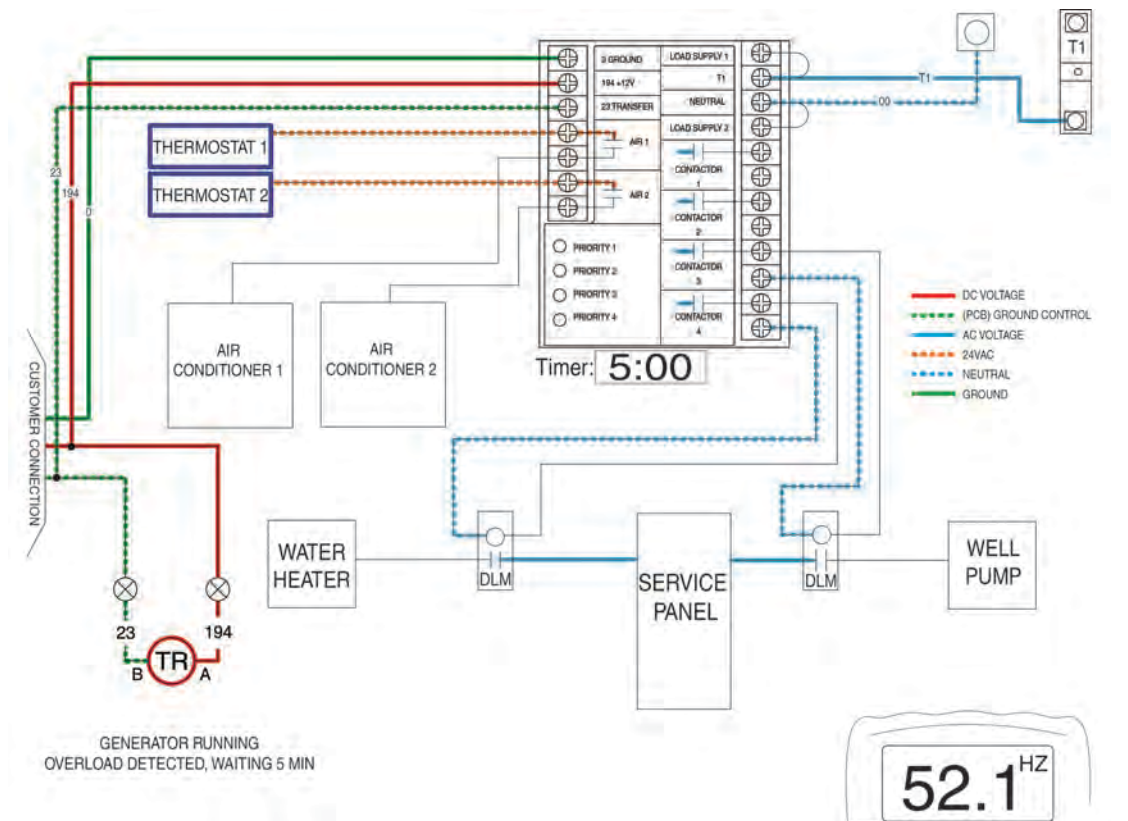 0 GROUND
194 +12V
23 TRANSFER
AIR 1
AIR 2
PRIORITY 1
PRIORITY 2
PRIORITY 3
PRIORITY 4
LOAD SUPPLY 1
T1
NEUTRAL
LOAD SUPPLY 2
CONTACTOR
1
CONTACTOR
2
CONTACTOR
3
CONTACTOR
4
T1
00
T1
THERMOSTAT 1
THERMOSTAT 2
23
194
0
AIR
CONDITIONER 1
AIR
CONDITIONER 2
Timer: 5:00
DC VOLTAGE
(PCB) GROUND CONTROL
AC VOLTAGE
24VAC
NEUTRAL
GROUND
CUSTOMER CONNECTION
WATER
HEATER
DLM
SERVICE
PANEL
DLM
WELL
PUMP
23
194
B
TR
A
GENERATOR RUNNING
OVERLOAD DETECTED, WAITING 5 MIN
52.1 HZ